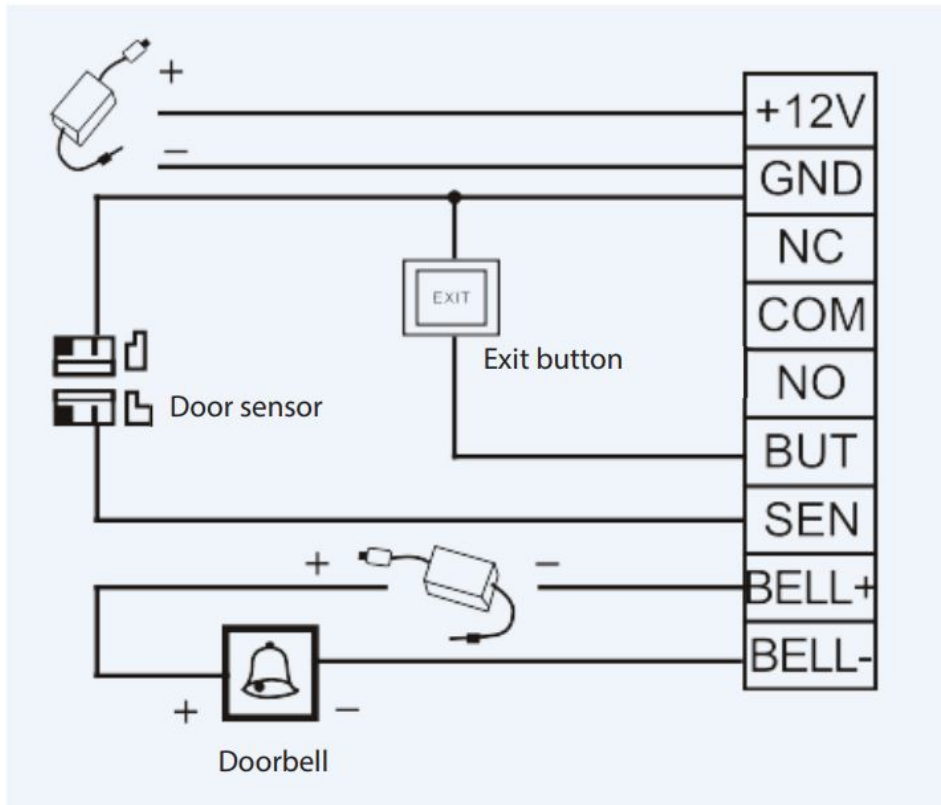 +
+12V
−
GND
NC
EXIT
COM
Exit button
NO
Door sensor
BUT
SEN
+ −
BELL+
BELL-
+ −
Doorbell